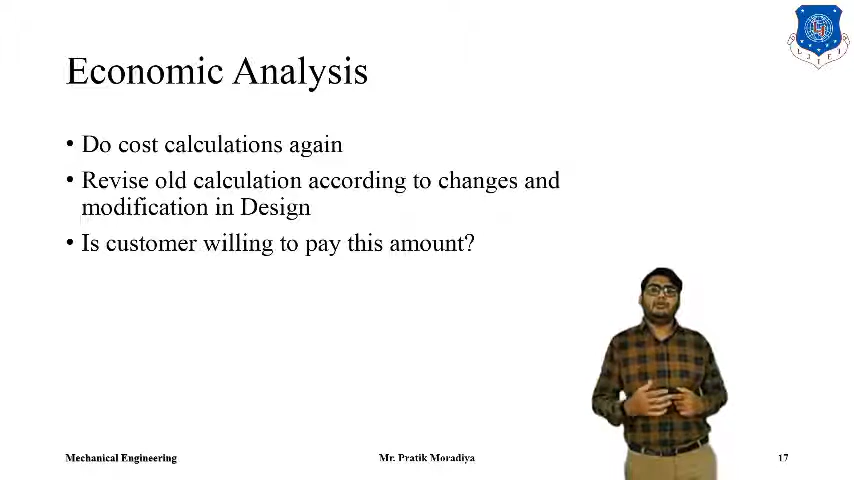 Economic Analysis
• Do cost calculations again
• Revise old calculation according to changes and
modification in Design
• Is customer willing to pay this amount?
Mechanical Engineering
Mr. Pratik Moradiya
17